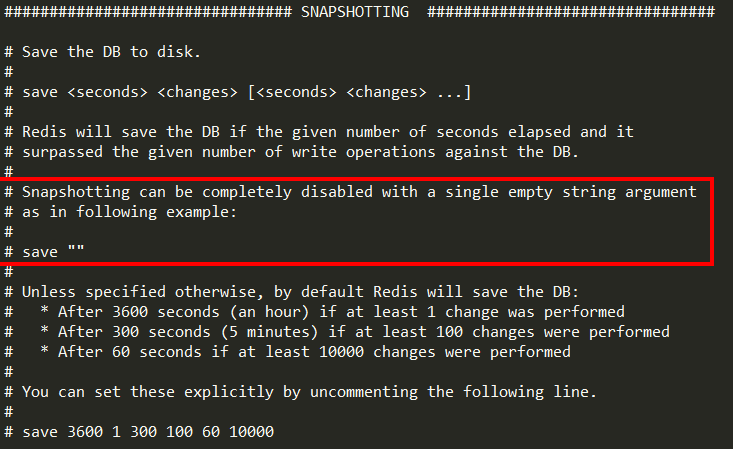 ################################ SNAPSHOTTING  ################################
# Save the DB to disk.
#
# save <seconds> <changes> [<seconds> <changes> ...]
#
# Redis will save the DB if the given number of seconds elapsed and it
# surpassed the given number of write operations against the DB.
#
# Snapshotting can be completely disabled with a single empty string argument
# as in following example:
#
# save ""
#
# Unless specified otherwise, by default Redis will save the DB:
#   * After 3600 seconds (an hour) if at least 1 change was performed
#   * After 300 seconds (5 minutes) if at least 100 changes were performed
#   * After 60 seconds if at least 10000 changes were performed
#
# You can set these explicitly by uncommenting the following line.
#
# save 3600 1 300 100 60 10000